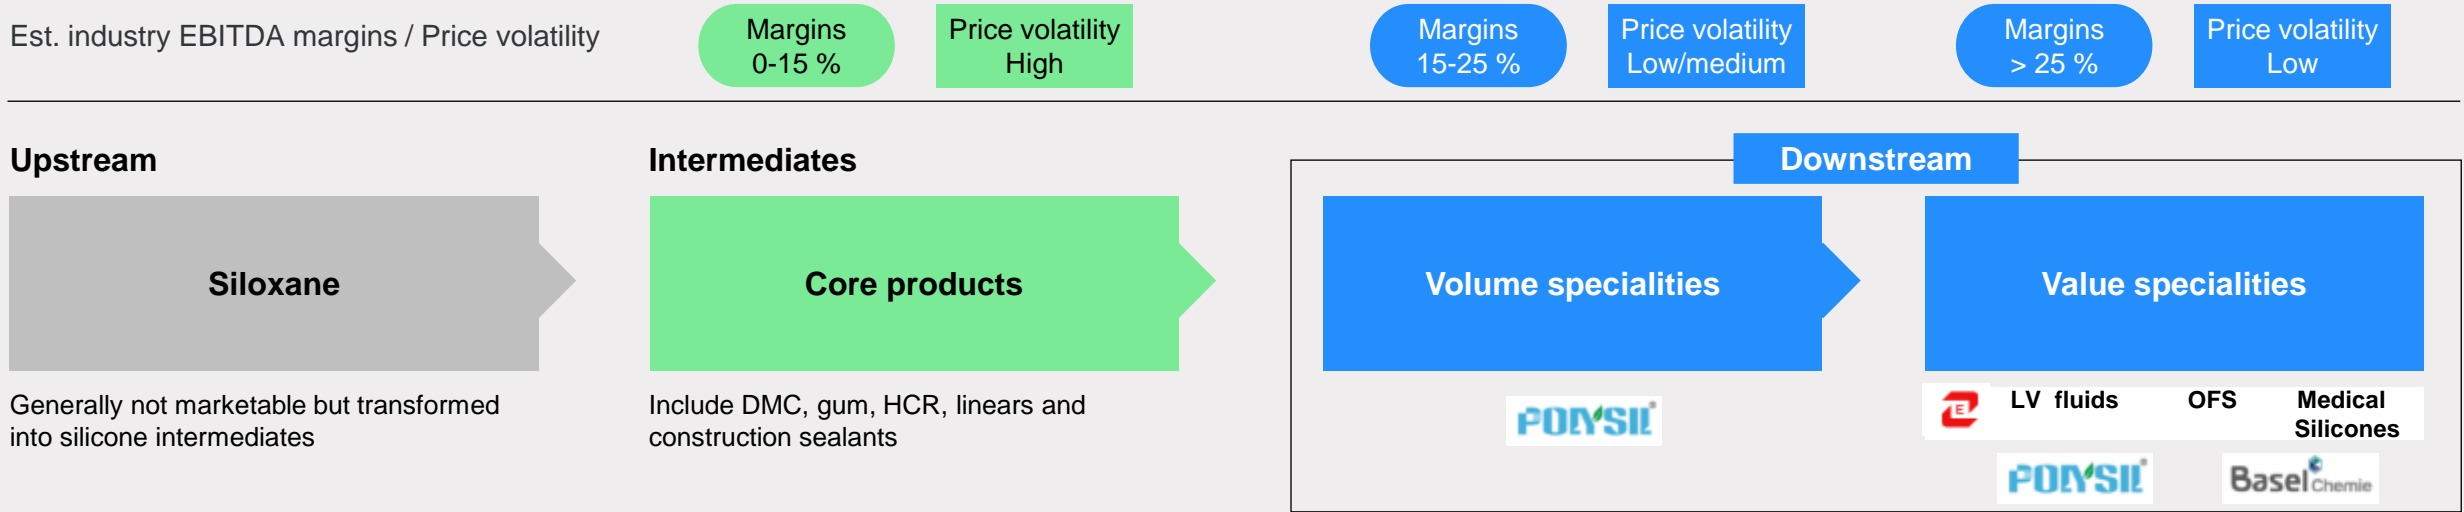 Est. industry EBITDA margins / Price volatility
Margins
0-15 %
Price volatility
High
Margins
15-25 %
Price volatility
Low/medium
Margins
> 25 %
Price volatility
Low
Upstream
Intermediates
Downstream
Siloxane
Core products
Volume specialities
Value specialities
Generally not marketable but transformed
into silicone intermediates
Include DMC, gum, HCR, linears and
construction sealants
POLYSIL
E
LV fluids
OFS
Medical
Silicones
POLYSIL
Basel Chemie